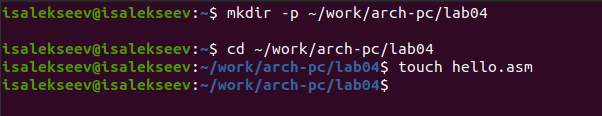 isalekseev@isalekseev:~$ mkdir -p ~/work/arch-pc/lab04
isalekseev@isalekseev:~$ cd ~/work/arch-pc/lab04
isalekseev@isalekseev:~/work/arch-pc/lab04$ touch hello.asm
isalekseev@isalekseev:~/work/arch-pc/lab04$